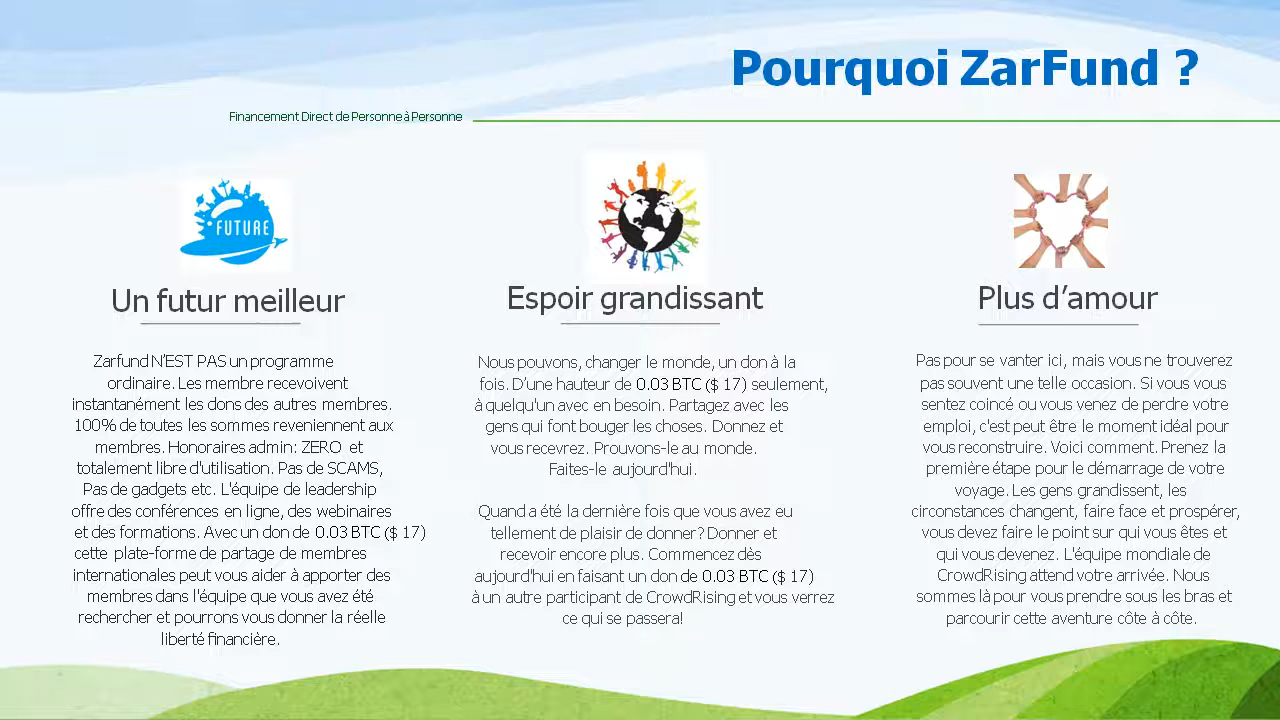 Pourquoi ZarFund ?
Financement Direct de Personne à Personne
FUTURE
Un futur meilleur
Zarfund N'EST PAS un programme
ordinaire. Les membre recevoivent
instantanément les dons des autres membres.
100% de toutes les sommes reveniennent aux
membres. Honoraires admin: ZERO et
totalement libre d'utilisation. Pas de SCAMS,
Pas de gadgets etc. L'équipe de leadership
offre des conférences en ligne, des webinaires
et des formations. Avec un don de 0.03 BTC ($ 17)
cette plate-forme de partage de membres
internationales peut vous aider à apporter des
membres dans l'équipe que vous avez été
rechercher et pourrons vous donner la réelle
liberté financière.
Espoir grandissant
Nous pouvons, changer le monde, un don à la
fois. D’une hauteur de 0.03 BTC ($ 17) seulement,
à quelqu'un avec en besoin. Partagez avec les
gens qui font bouger les choses. Donnez et
vous recevrez. Prouvons-le au monde.
Faites-le aujourd'hui.
Quand a été la dernière fois que vous avez eu
tellement de plaisir de donner? Donner et
recevoir encore plus. Commencez dès
aujourd'hui en faisant un don de 0.03 BTC ($ 17)
à un autre participant de CrowdRising et vous verrez
ce qui se passera!
Plus d’amour
Pas pour se vanter ici, mais vous ne trouverez
pas souvent une telle occasion. Si vous vous
sentez coincé ou vous venez de perdre votre
emploi, c'est peut être le moment idéal pour
vous reconstruire. Voici comment. Prenez la
première étape pour le démarrage de votre
voyage. Les gens grandissent, les
circonstances changent, faire face et prospérer,
vous devez faire le point sur qui vous êtes et
qui vous devenez. L'équipe mondiale de
CrowdRising attend votre arrivée. Nous
sommes là pour vous prendre sous les bras et
parcourir cette aventure côte à côte.